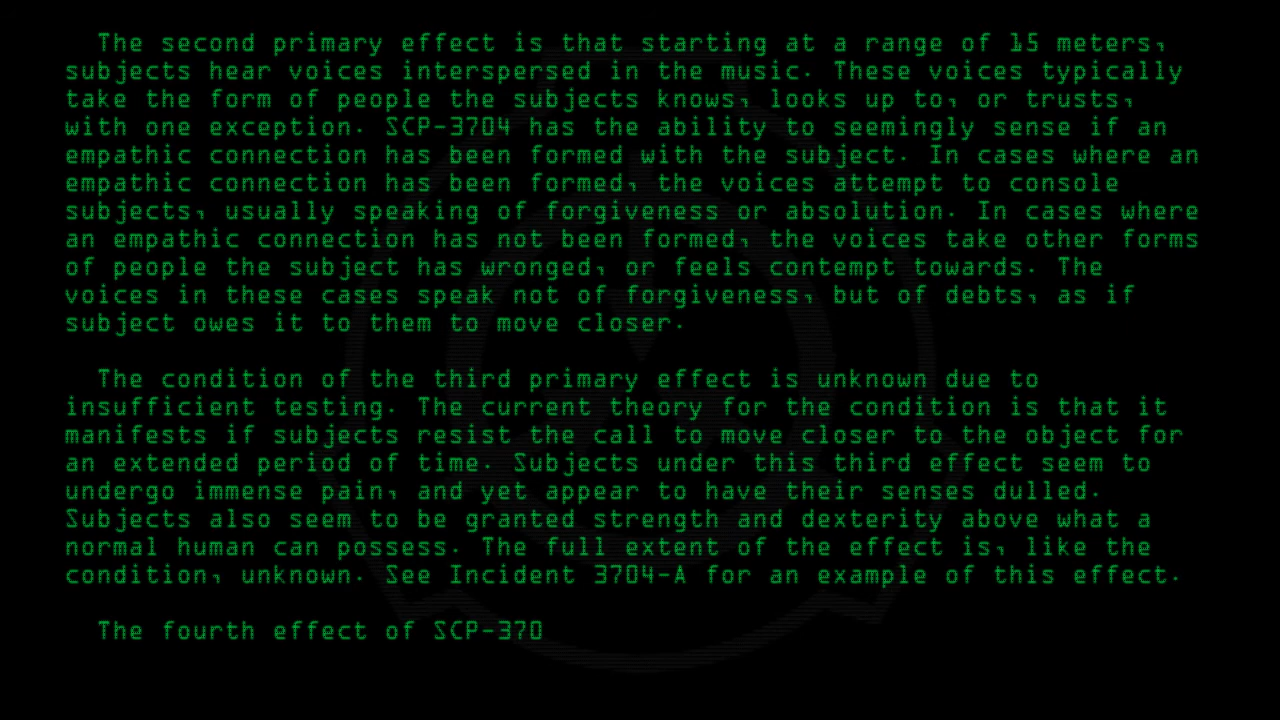 The second primary effect is that starting at a range of 15 meters,
subjects hear voices interspersed in the music. These voices typically
take the form of people the subjects knows, looks up to, or trusts,
with one exception. SCP-3704 has the ability to seemingly sense if an
empathic connection has been formed with the subject. In cases where an
empathic connection has been formed, the voices attempt to console
subjects, usually speaking of forgiveness or absolution. In cases where
an empathic connection has not been formed, the voices take other forms
of people the subject has wronged, or feels contempt towards. The
voices in these cases speak not of forgiveness, but of debts, as if
subject owes it to them to move closer.
The condition of the third primary effect is unknown due to
insufficient testing. The current theory for the condition is that it
manifests if subjects resist the call to move closer to the object for
an extended period of time. Subjects under this third effect seem to
undergo immense pain, and yet appear to have their senses dulled.
Subjects also seem to be granted strength and dexterity above what a
normal human can possess. The full extent of the effect is, like the
condition, unknown. See Incident 3704-A for an example of this effect.
The fourth effect of SCP-370